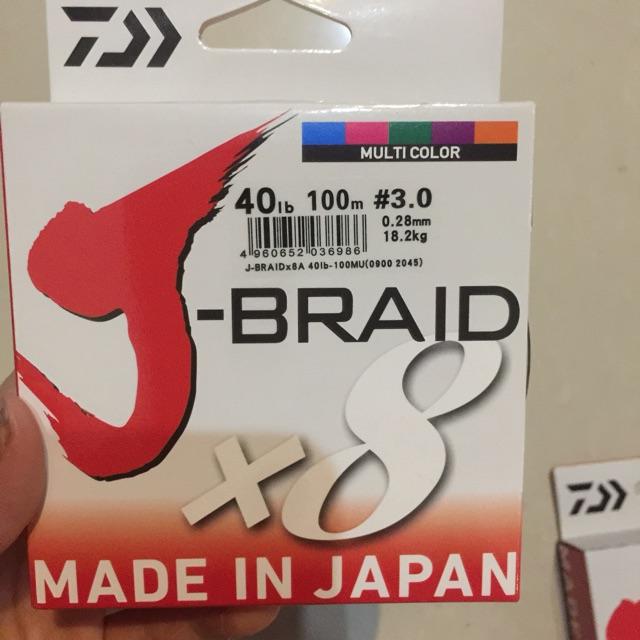 MULTI COLOR
40lb 100m #3.0
0.28mm
18.2kg
4 960652 036986
J-BRAIDx8A 40lb-100MU(0900 2045)
J-BRAID
×8
MADE IN JAPAN